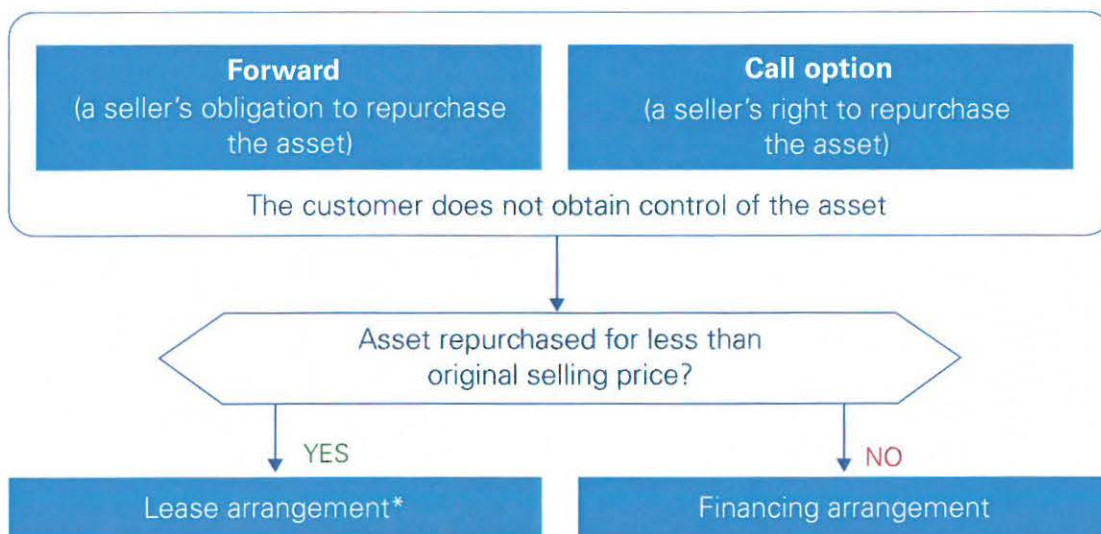 Forward
(a seller's obligation to repurchase
the asset)
Call option
(a seller's right to repurchase
the asset)
The customer does not obtain control of the asset
Asset repurchased for less than
original selling price?
YES
NO
Lease arrangement*
Financing arrangement